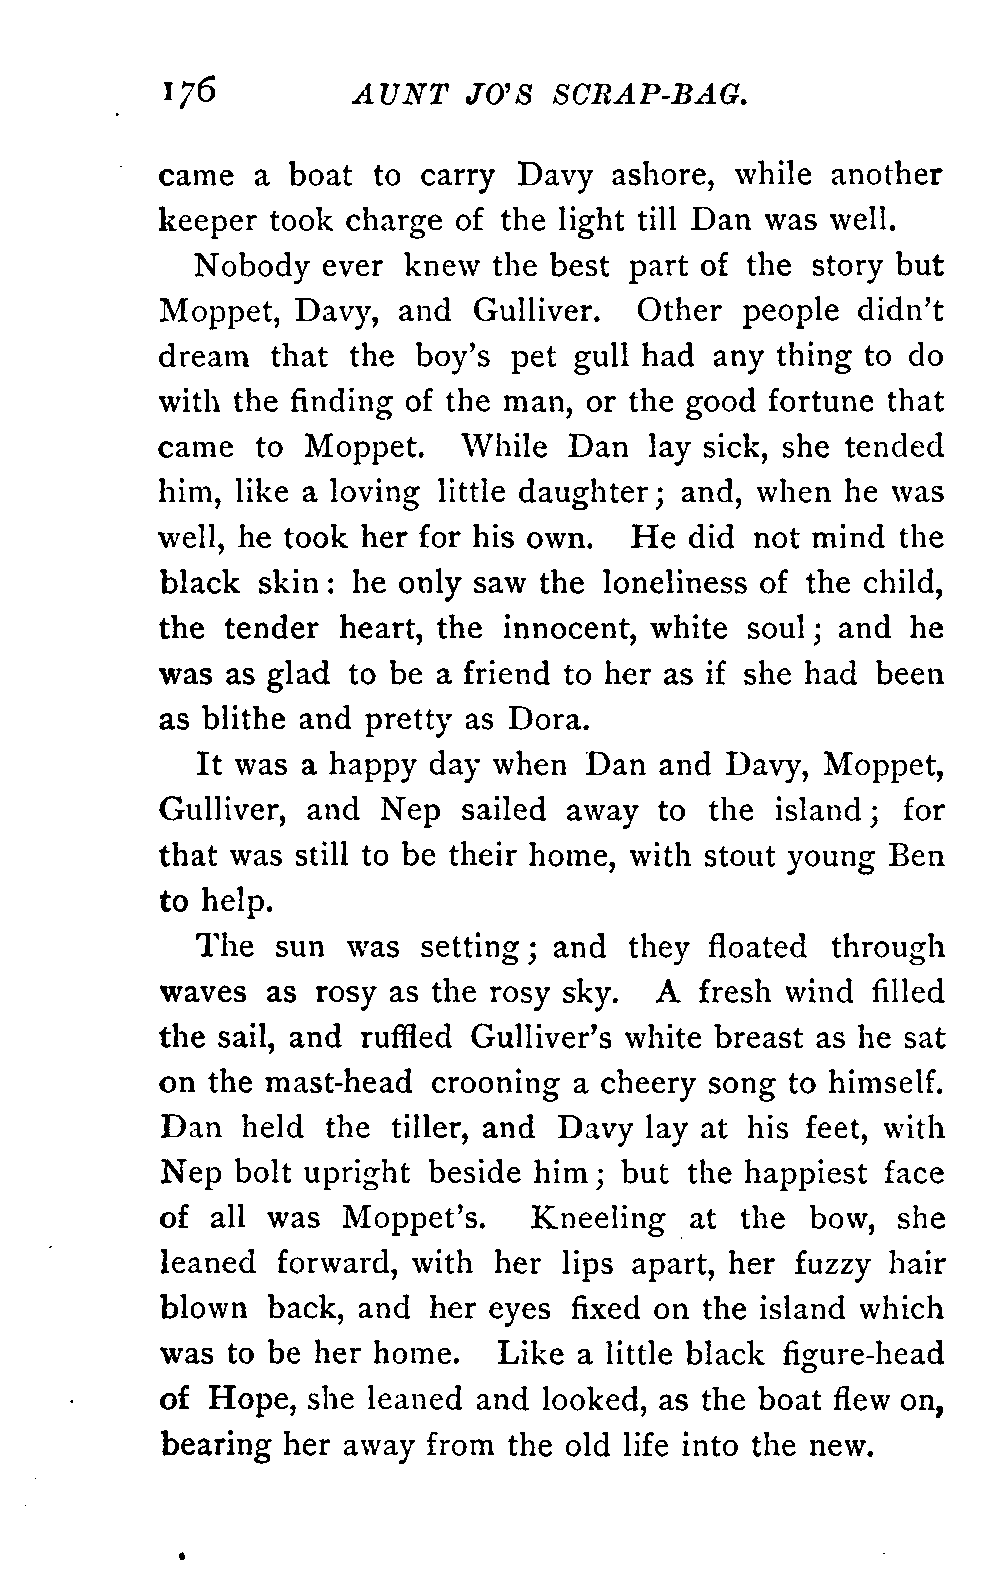 176 AUNT JO'S SCRAP-BAG.
came a boat to carry Davy ashore, while another
keeper took charge of the light till Dan was well.
Nobody ever knew the best part of the story but
Moppet, Davy, and Gulliver. Other people didn't
dream that the boy's pet gull had any thing to do
with the finding of the man, or the good fortune that
came to Moppet. While Dan lay sick, she tended
him, like a loving little daughter; and, when he was
well, he took her for his own. He did not mind the
black skin: he only saw the loneliness of the child,
the tender heart, the innocent, white soul; and he
was as glad to be a friend to her as if she had been
as blithe and pretty as Dora.
It was a happy day when Dan and Davy, Moppet,
Gulliver, and Nep sailed away to the island; for
that was still to be their home, with stout young Ben
to help.
The sun was setting; and they floated through
waves as rosy as the rosy sky. A fresh wind filled
the sail, and ruffled Gulliver's white breast as he sat
on the mast-head crooning a cheery song to himself.
Dan held the tiller, and Davy lay at his feet, with
Nep bolt upright beside him; but the happiest face
of all was Moppet's. Kneeling at the bow, she
leaned forward, with her lips apart, her fuzzy hair
blown back, and her eyes fixed on the island which
was to be her home. Like a little black figure-head
of Hope, she leaned and looked, as the boat flew on,
bearing her away from the old life into the new.